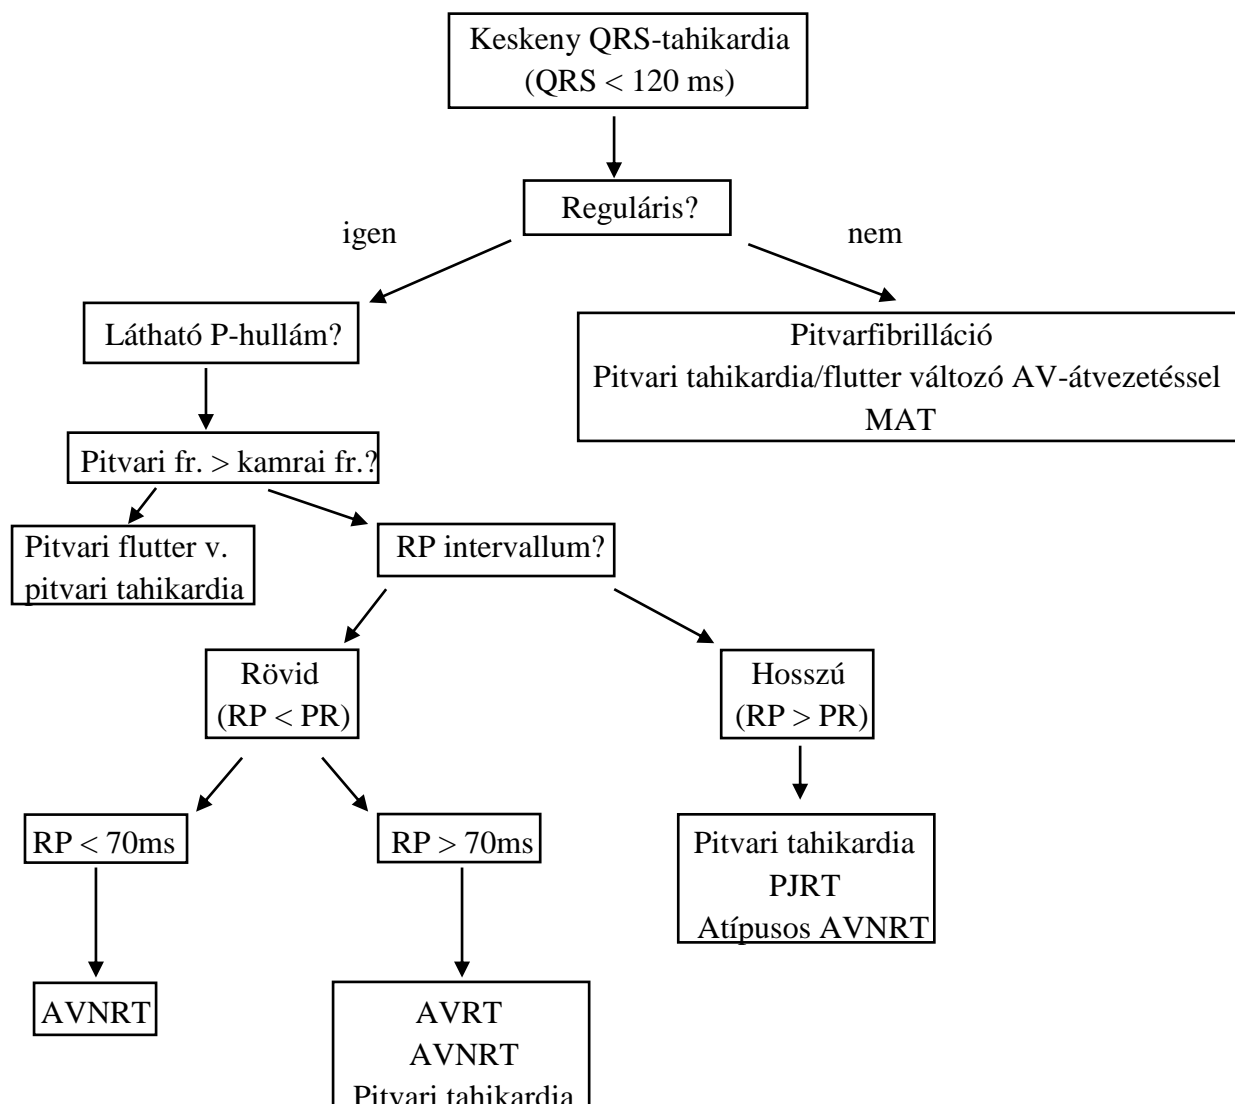 Keskeny QRS-tahikardia
(QRS < 120 ms)
Reguláris?
igen
nem
Látható P-hullám?
Pitvarfibrilláció
Pitvari tahikardia/flutter változó AV-átvezetéssel
MAT
Pitvari fr. > kamrai fr.?
Pitvari flutter v.
pitvari tahikardia
RP intervallum?
Rövid
(RP < PR)
Hosszú
(RP > PR)
RP < 70ms
RP > 70ms
Pitvari tahikardia
PJRT
Atípusos AVNRT
AVNRT
AVRT
AVNRT
Pitvari tahikardia